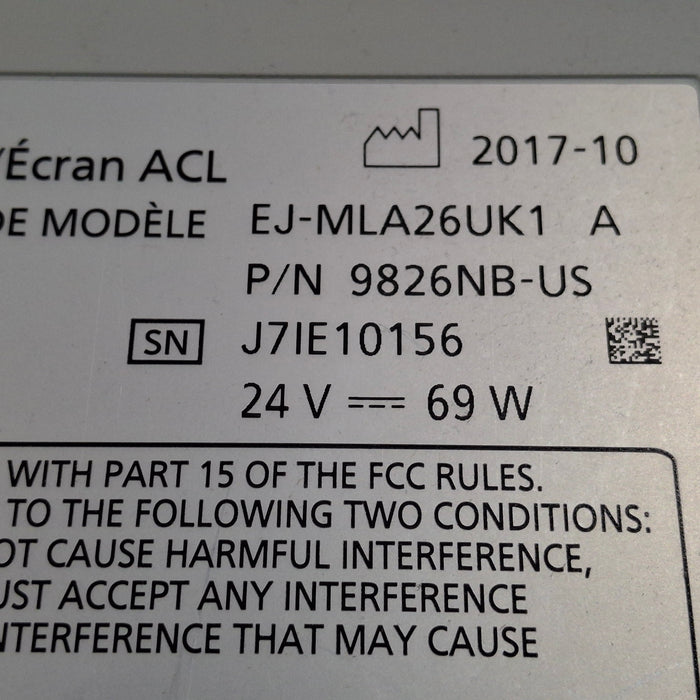 /Écran ACL
2017-10
DE MODÈLE EJ-MLA26UK1 A
P/N 9826NB-US
SN J7IE10156
24 V 69 W
WITH PART 15 OF THE FCC RULES.
TO THE FOLLOWING TWO CONDITIONS:
OT CAUSE HARMFUL INTERFERENCE,
UST ACCEPT ANY INTERFERENCE
NTERFERENCE THAT MAY CAUSE